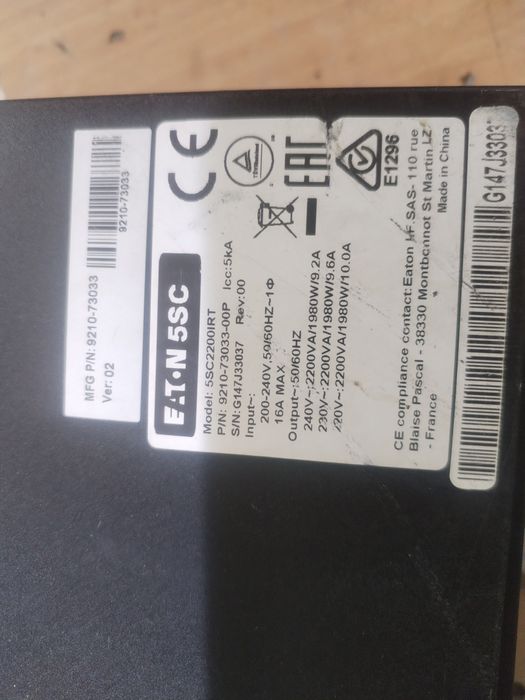 MFG P/N: 9210-73033
Ver: 02
9210-73033
EAT·N 5SC
Model: 5SC2200IRT
P/N: 9210-73033-00P Icc:5kA
S/N:G147J33037 Rev:00
Input~:
200-240V,50/60HZ~1Φ
16A MAX
Output~:50/60HZ
240V~:2200VA/1980W/9.2A
230V~:2200VA/1980W/9.6A
220V~:2200VA/1980W/10.0A
CE
EAC
E1296
CE compliance contact:Eaton I.F.SAS- 110 rue
Blaise Pascal - 38330 Montbonnot St Martin
- France
Made in China
G147J3303